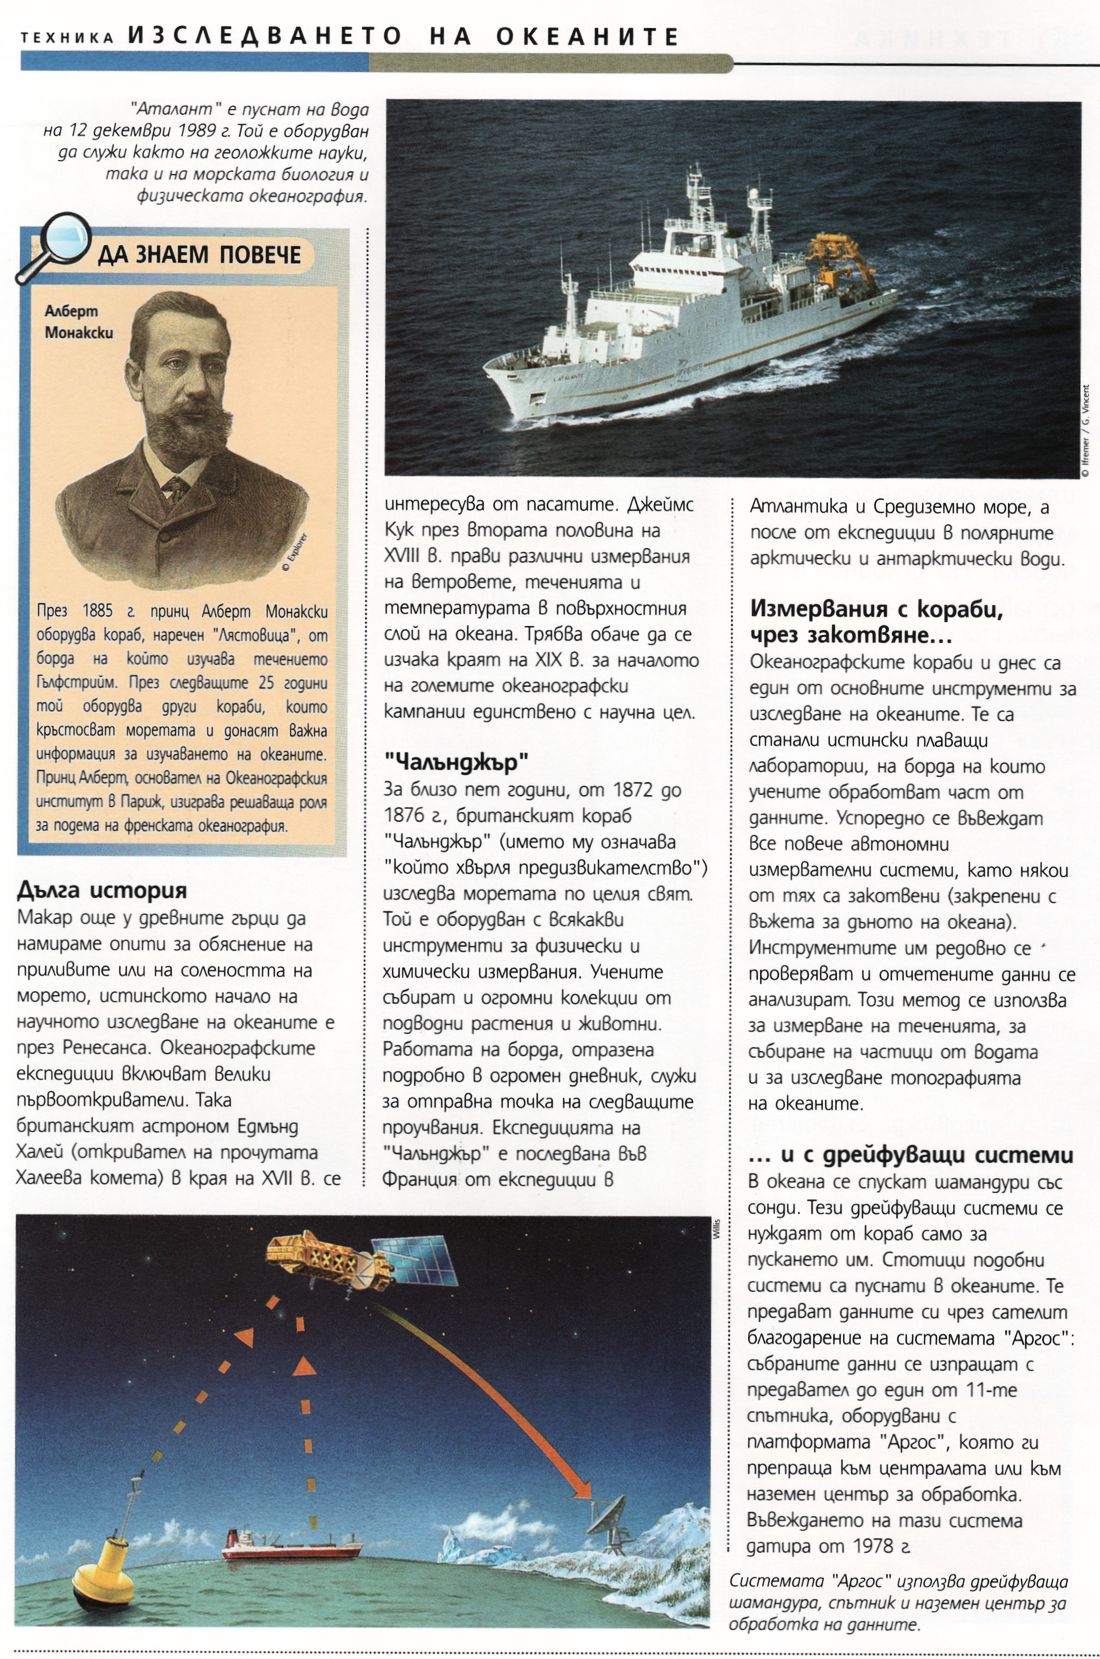 ТЕХНИКА ИЗСЛЕДВАНЕТО НА ОКЕАНИТЕ
"Аталант" е пуснат на вода
на 12 декември 1989 г. Той е оборудван
да служи както на геоложките науки,
така и на морската биология и
физическата океанография.
© Ifremer / G. Vincent
ДА ЗНАЕМ ПОВЕЧЕ
Алберт
Монакски
© Explorer
През 1885 г. принц Алберт Монакски
оборудва кораб, наречен "Лястовица", от
борда на който изучава течението
Гълфстрийм. През следващите 25 години
той оборудва други кораби, които
кръстосват моретата и донасят важна
информация за изучаването на океаните.
Принц Алберт, основател на Океанографския
институт в Париж, изиграва решаваща роля
за подема на френската океанография.
Дълга история
Макар още у древните гърци да
намираме опити за обяснение на
приливите или на солеността на
морето, истинското начало на
научното изследване на океаните е
през Ренесанса. Океанографските
експедиции включват велики
първооткриватели. Така
британският астроном Едмънд
Халей (откривател на прочутата
Халеева комета) в края на XVII в. се
интересува от пасатите. Джеймс
Кук през втората половина на
XVIII в. прави различни измервания
на ветровете, теченията и
температурата в повърхностния
слой на океана. Трябва обаче да се
изчака краят на XIX в. за началото
на големите океанографски
кампании единствено с научна цел.
"Чалънджър"
За близо пет години, от 1872 до
1876 г., британският кораб
"Чалънджър" (името му означава
"който хвърля предизвикателство")
изследва моретата по целия свят.
Той е оборудван с всякакви
инструменти за физически и
химически измервания. Учените
събират и огромни колекции от
подводни растения и животни.
Работата на борда, отразена
подробно в огромен дневник, служи
за отправна точка на следващите
проучвания. Експедицията на
"Чалънджър" е последвана във
Франция от експедиции в
Атлантика и Средиземно море, а
после от експедиции в полярните
арктически и антарктически води.
Измервания с кораби,
чрез закотвяне...
Океанографските кораби и днес са
един от основните инструменти за
изследване на океаните. Те са
станали истински плаващи
лаборатории, на борда на които
учените обработват част от
данните. Успоредно се въвеждат
все повече автономни
измервателни системи, като някои
от тях са закотвени (закрепени с
въжета за дъното на океана).
Инструментите им редовно се
проверяват и отчетените данни се
анализират. Този метод се използва
за измерване на теченията, за
събиране на частици от водата
и за изследване топографията
на океаните.
... и с дрейфуващи системи
В океана се спускат шамандури със
сонди. Тези дрейфуващи системи се
нуждаят от кораб само за
пускането им. Стотици подобни
системи са пуснати в океаните. Те
предават данните си чрез сателит
благодарение на системата "Аргос":
събраните данни се изпращат с
предавател до един от 11-те
спътника, оборудвани с
платформата "Аргос", която ги
препраща към централата или към
наземен център за обработка.
Въвеждането на тази система
датира от 1978 г.
Willis
Системата "Аргос" използва дрейфуваща
шамандура, спътник и наземен център за
обработка на данните.